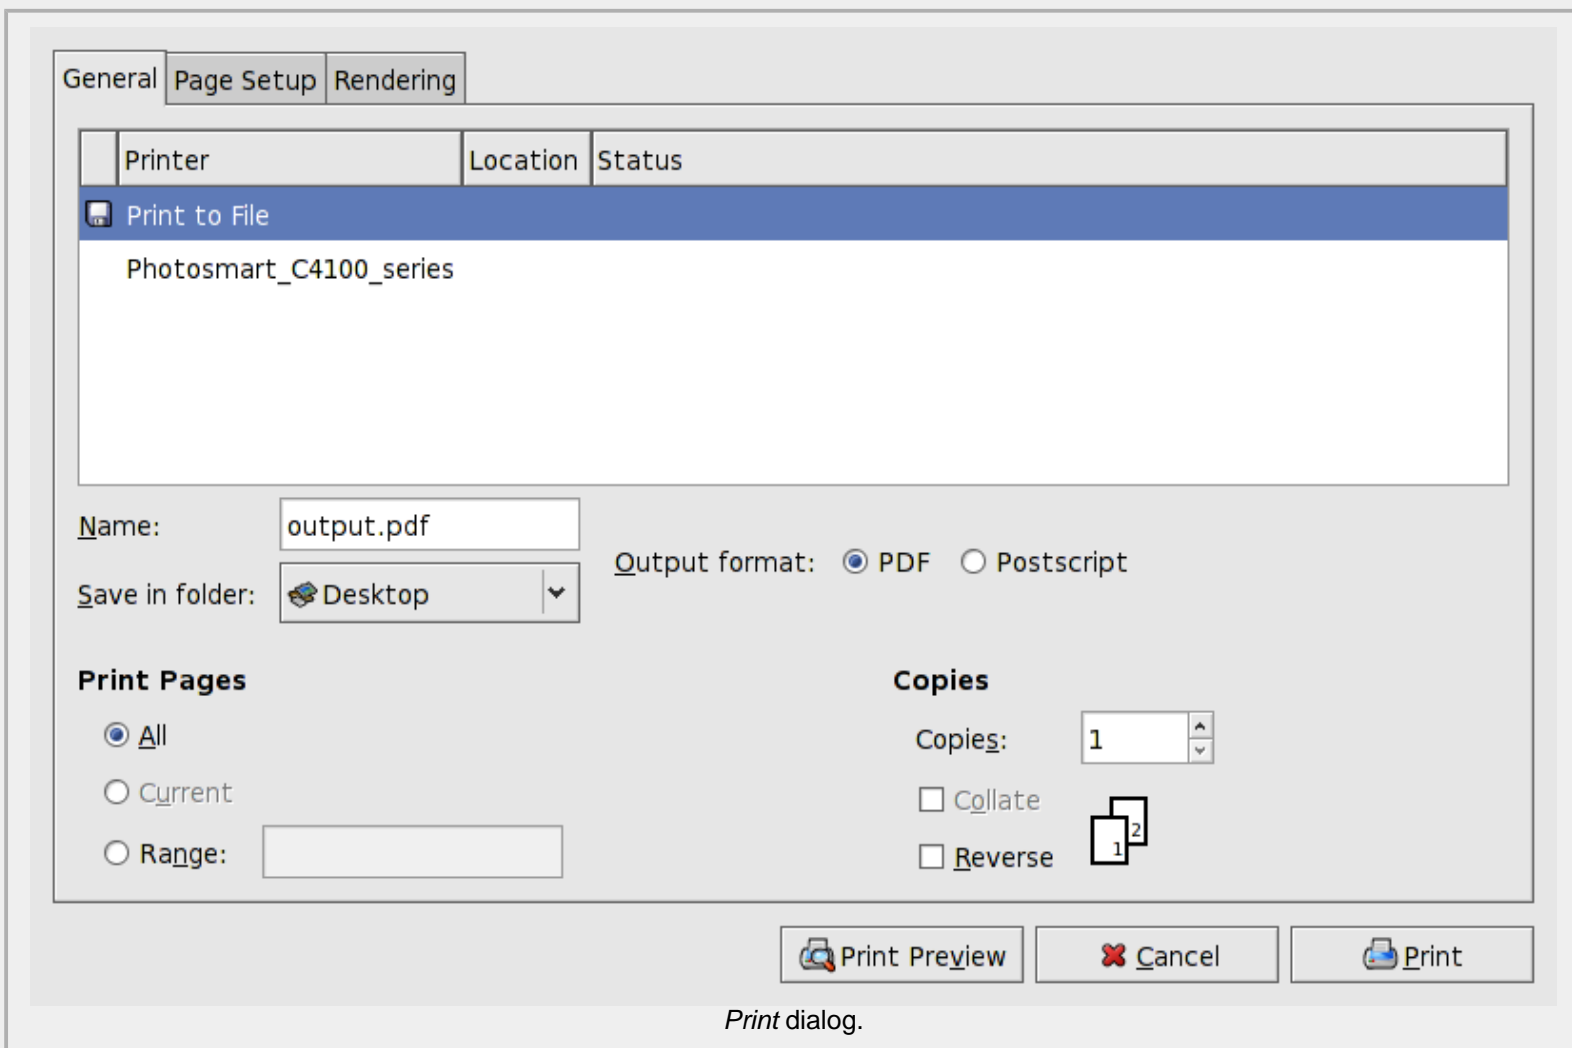 General Page Setup Rendering
Printer Location Status
Print to File
Photosmart_C4100_series
Name: output.pdf
Output format: PDF Postscript
Save in folder: Desktop
Print Pages Copies
All Copies: 1
Current Collate
Range: Reverse
1 2
Print Preview Cancel Print
Print dialog.